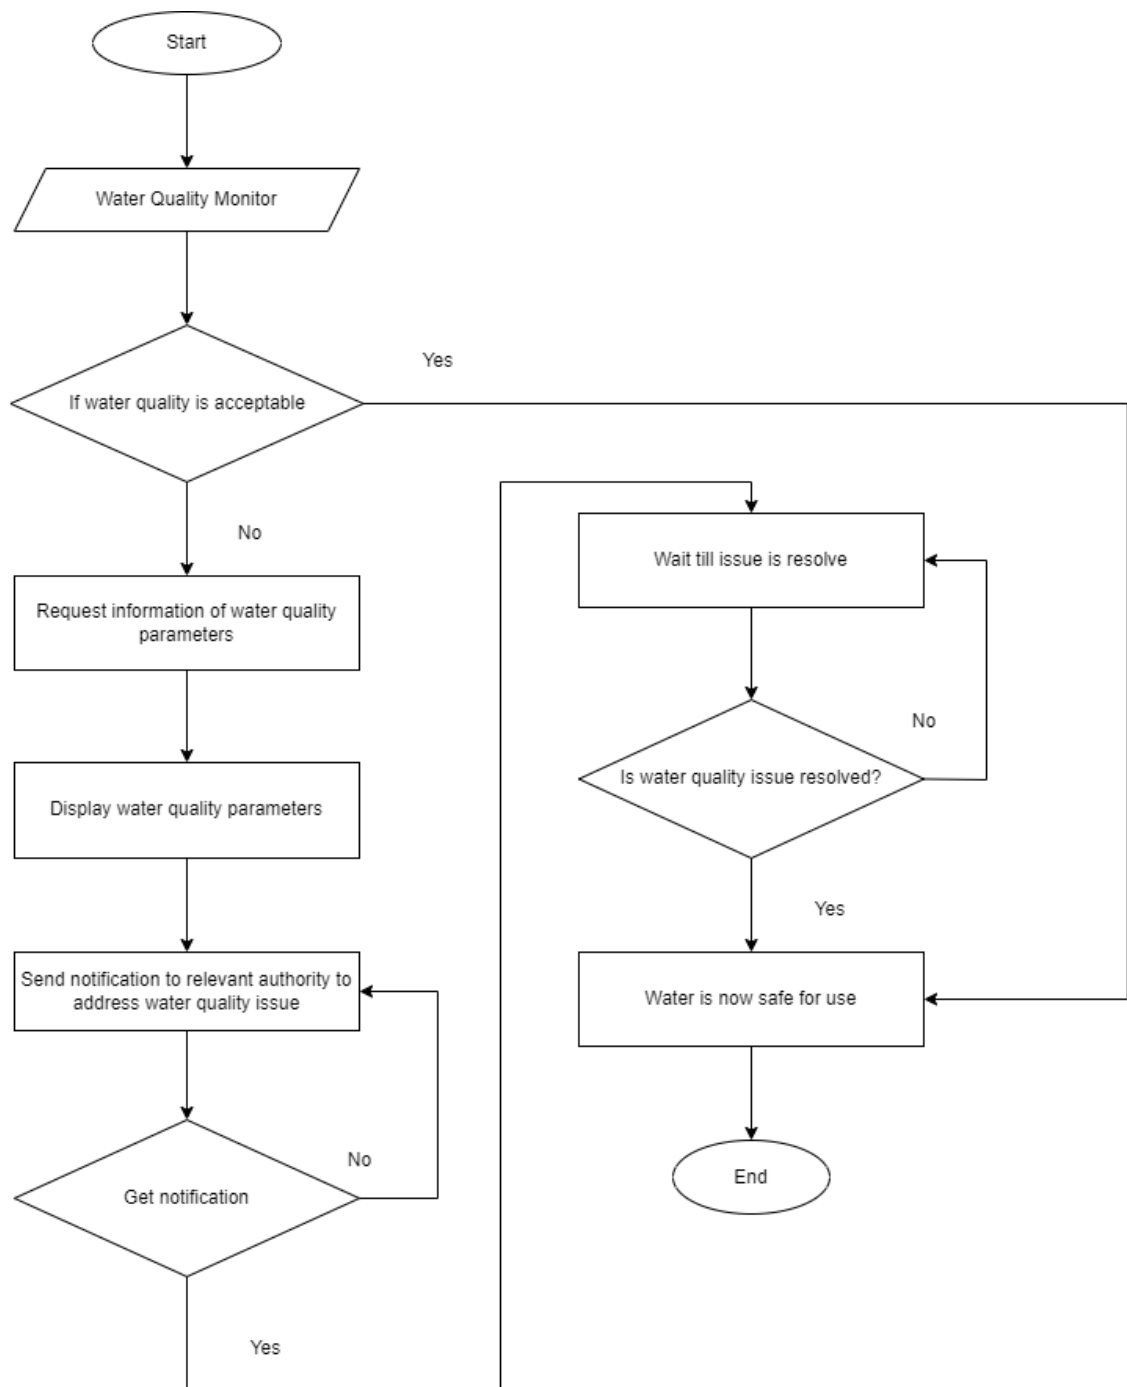 Start
Water Quality Monitor
If water quality is acceptable
Yes
No
Request information of water quality
parameters
Display water quality parameters
Send notification to relevant authority to
address water quality issue
Get notification
No
Yes
Wait till issue is resolve
Is water quality issue resolved?
No
Yes
Water is now safe for use
End